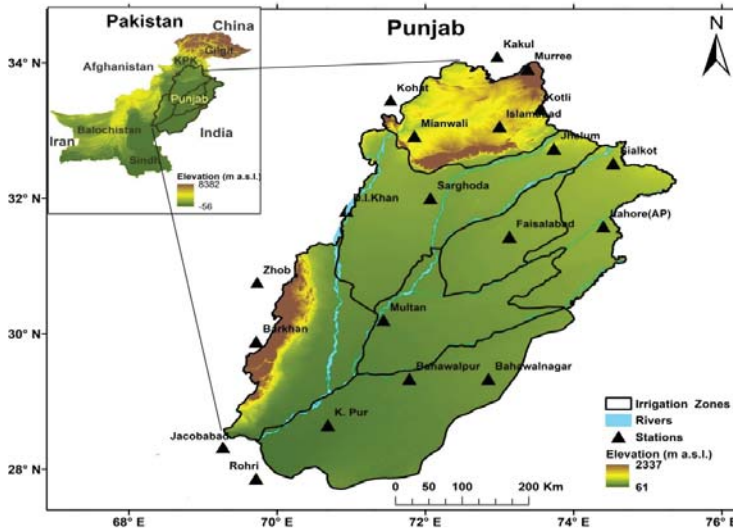 Pakistan
China
Gilgit
KPK
Afghanistan
Punjab
Balochistan
India
Iran
Sindh
Elevation (m a.s.l.)
8382
-56
Punjab
N
Kakul
Murree
Kohat
Kotli
Islamabad
Mianwali
Jhelum
Sialkot
Sarghoda
D.I.Khan
Lahore(AP)
Faisalabad
Zhob
Multan
Barkhan
Bahawalpur
Bahawalnagar
K. Pur
Jacobabad
Rohri
Irrigation Zones
Rivers
Stations
Elevation (m a.s.l.)
2337
61
0 50 100 200 Km
34° N
32° N
30° N
28° N
68° E
70° E
72° E
74° E
76° E